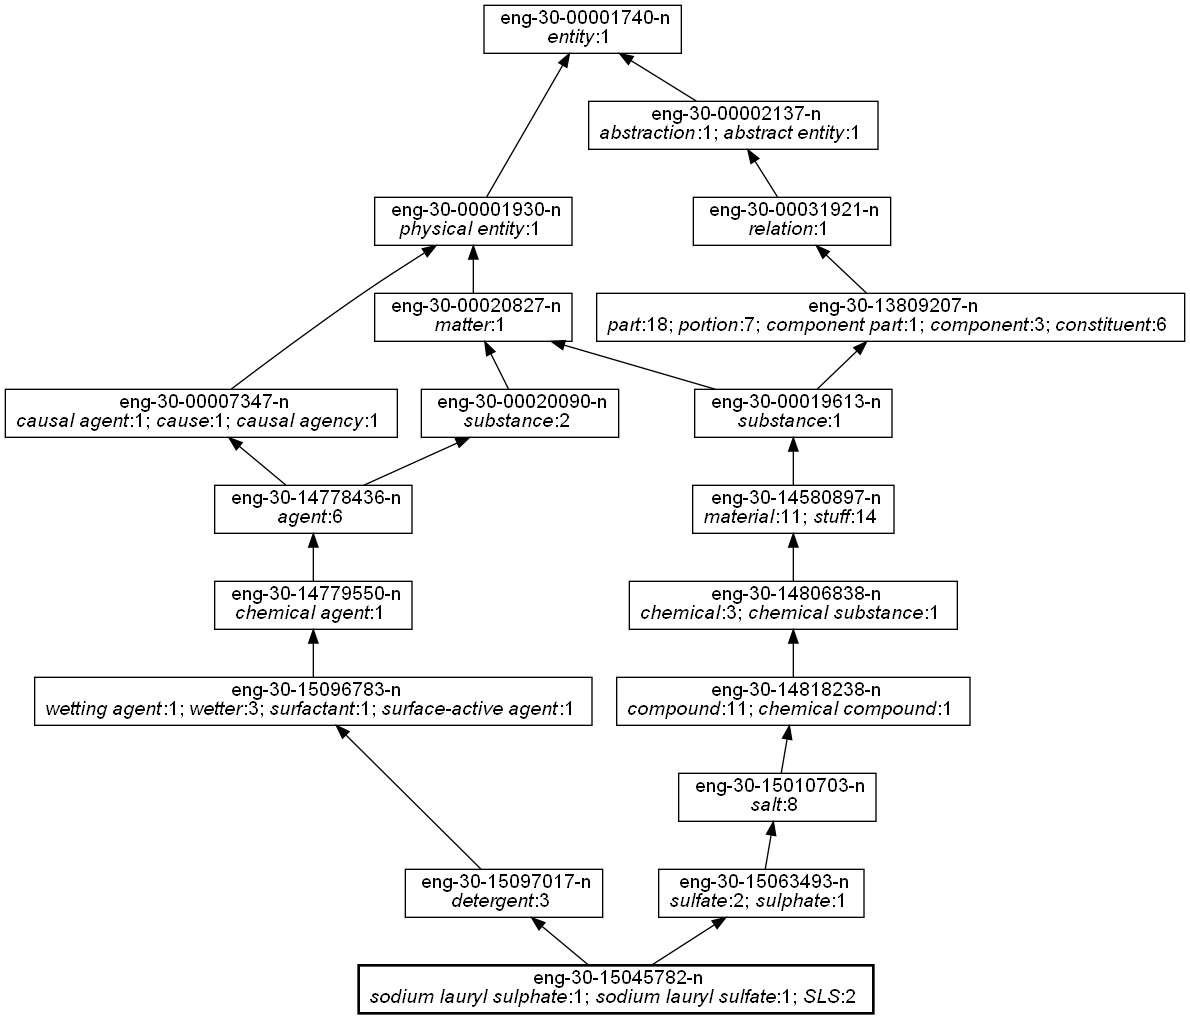 eng-30-00001740-n
entity:1
eng-30-00002137-n
abstraction:1; abstract entity:1
eng-30-00001930-n
physical entity:1
eng-30-00031921-n
relation:1
eng-30-00020827-n
matter:1
eng-30-13809207-n
part:18; portion:7; component part:1; component:3; constituent:6
eng-30-00007347-n
causal agent:1; cause:1; causal agency:1
eng-30-00020090-n
substance:2
eng-30-00019613-n
substance:1
eng-30-14778436-n
agent:6
eng-30-14580897-n
material:11; stuff:14
eng-30-14779550-n
chemical agent:1
eng-30-14806838-n
chemical:3; chemical substance:1
eng-30-15096783-n
wetting agent:1; wetter:3; surfactant:1; surface-active agent:1
eng-30-14818238-n
compound:11; chemical compound:1
eng-30-15010703-n
salt:8
eng-30-15097017-n
detergent:3
eng-30-15063493-n
sulfate:2; sulphate:1
eng-30-15045782-n
sodium lauryl sulphate:1; sodium lauryl sulfate:1; SLS:2